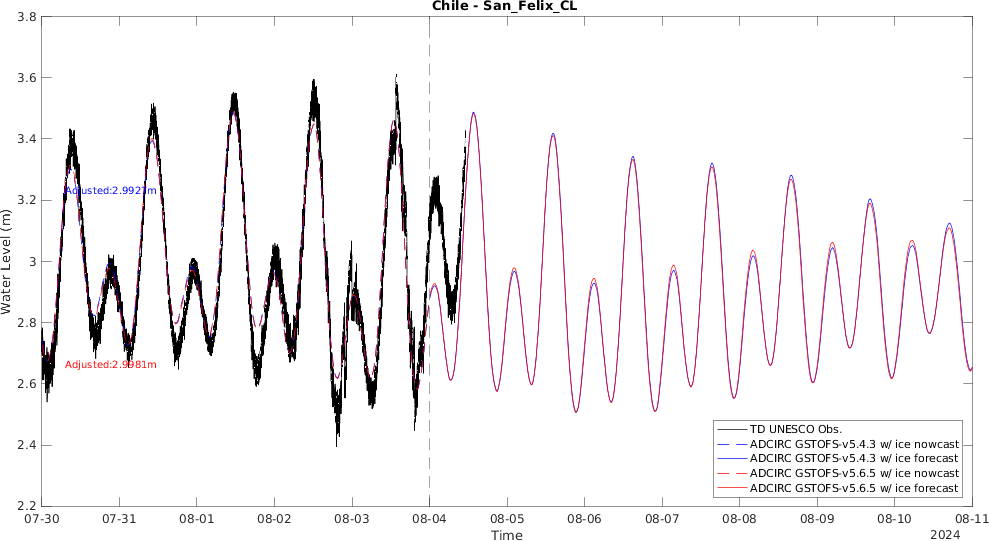 Chile - San_Felix_CL
Water Level (m)
3.8
3.6
3.4
3.2
3
2.8
2.6
2.4
2.2
Adjusted:2.9927m
Adjusted:2.9981m
TD UNESCO Obs.
ADCIRC GSTOFS-v5.4.3 w/ ice nowcast
ADCIRC GSTOFS-v5.4.3 w/ ice forecast
ADCIRC GSTOFS-v5.6.5 w/ ice nowcast
ADCIRC GSTOFS-v5.6.5 w/ ice forecast
07-30 07-31 08-01 08-02 08-03 08-04 08-05 08-06 08-07 08-08 08-09 08-10 08-11
Time
2024